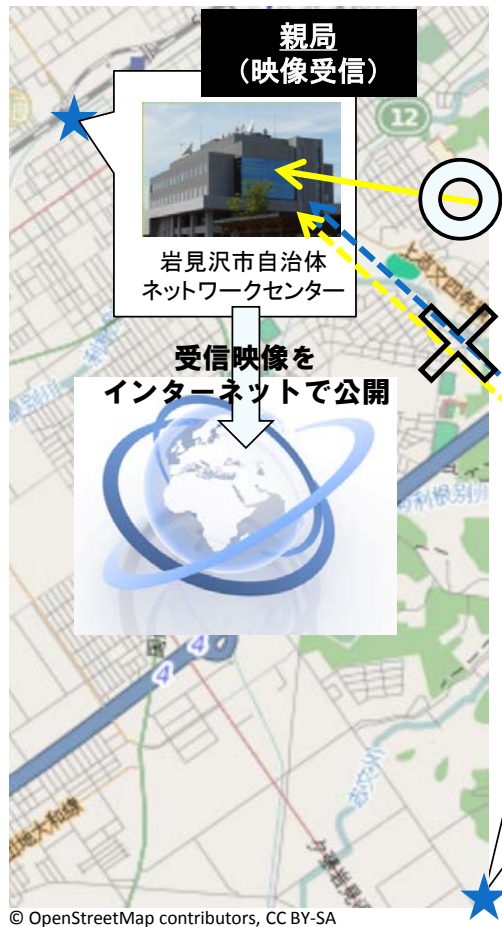 親局
（映像受信）
12
岩見沢市自治体
ネットワークセンター
受信映像を
インターネットで公開
4
4
© OpenStreetMap contributors, CC BY-SA